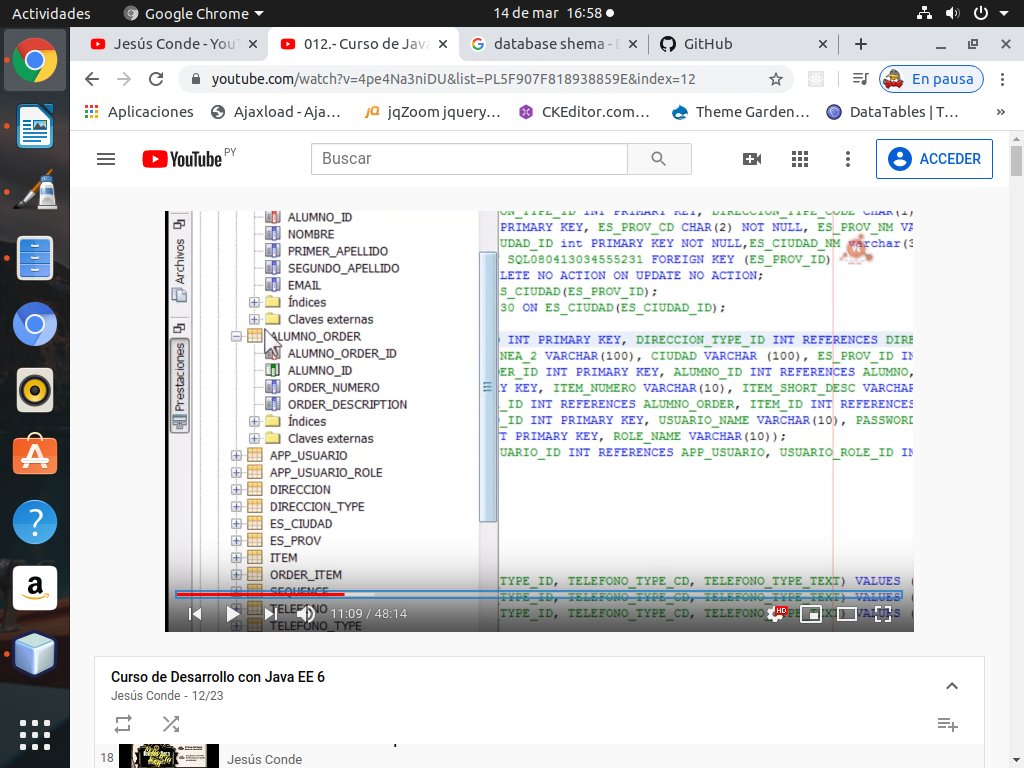 Actividades
Google Chrome
14 de mar 16:58
Jesús Conde - You
012.- Curso de Java
database shema - B
GitHub
youtube.com/watch?v=4pe4Na3niDU&list=PL5F907F818938859E&index=12
En pausa
Aplicaciones
Ajaxload - Aja...
jqZoom jquery...
CKEditor.com...
Theme Garden...
DataTables | T...
»
YouTube PY
Buscar
ACCEDER
Archivos
Prestaciones
ALUMNO_ID
NOMBRE
PRIMER_APELLIDO
SEGUNDO_APELLIDO
EMAIL
Índices
Claves externas
ALUMNO_ORDER
ALUMNO_ORDER_ID
ALUMNO_ID
ORDER_NUMERO
ORDER_DESCRIPTION
Índices
Claves externas
APP_USUARIO
APP_USUARIO_ROLE
DIRECCION
DIRECCION_TYPE
ES_CIUDAD
ES_PROV
ITEM
ORDER_ITEM
SEQUENCE
TELEFONO
TELEFONO_TYPE
ON_TYPE_ID INT PRIMARY KEY, DIRECCION_TYPE_CODE CHAR(1)
PRIMARY KEY, ES_PROV_CD CHAR(2) NOT NULL, ES_PROV_NM VA
UDAD_ID int PRIMARY KEY NOT NULL,ES_CIUDAD_NM varchar(3
SQL080413034555231 FOREIGN KEY (ES_PROV_ID)
LETE NO ACTION ON UPDATE NO ACTION;
S_CIUDAD(ES_PROV_ID);
30 ON ES_CIUDAD(ES_CIUDAD_ID);
INT PRIMARY KEY, DIRECCION_TYPE_ID INT REFERENCES DIRE
NEA_2 VARCHAR(100), CIUDAD VARCHAR (100), ES_PROV_ID IN
ER_ID INT PRIMARY KEY, ALUMNO_ID INT REFERENCES ALUMNO,
Y KEY, ITEM_NUMERO VARCHAR(10), ITEM_SHORT_DESC VARCHAR
_ID INT REFERENCES ALUMNO_ORDER, ITEM_ID INT REFERENCES
_ID INT PRIMARY KEY, USUARIO_NAME VARCHAR(10), PASSWORD
T PRIMARY KEY, ROLE_NAME VARCHAR(10));
UARIO_ID INT REFERENCES APP_USUARIO, USUARIO_ROLE_ID IN
TYPE_ID, TELEFONO_TYPE_CD, TELEFONO_TYPE_TEXT) VALUES (
TYPE_ID, TELEFONO_TYPE_CD, TELEFONO_TYPE_TEXT) VALUES (
TYPE_ID, TELEFONO_TYPE_CD, TELEFONO_TYPE_TEXT) VALUES (
11:09 / 48:14
HD
Curso de Desarrollo con Java EE 6
Jesús Conde - 12/23
18
Jesús Conde